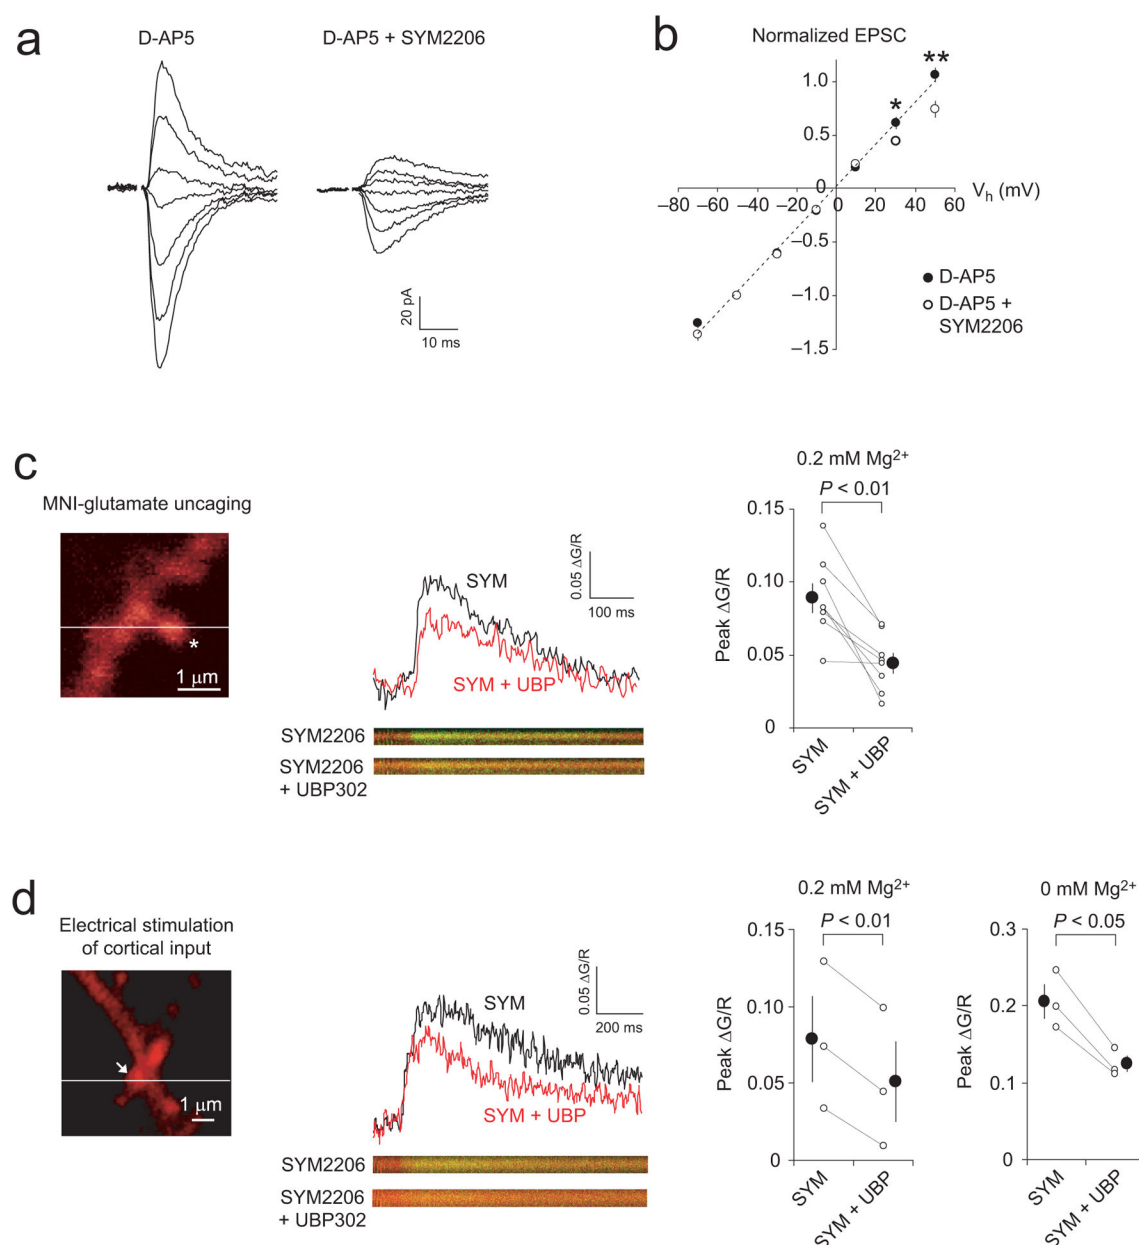 a
D-AP5
D-AP5 + SYM2206
20 pA
10 ms
b
Normalized EPSC
**
*
1.0
0.5
0
–0.5
–1.0
–1.5
–80 –60 –40 –20 0 20 40 60
Vh (mV)
D-AP5
D-AP5 +
SYM2206
c
MNI-glutamate uncaging
*
1 µm
SYM
SYM + UBP
0.05 ΔG/R
100 ms
SYM2206
SYM2206
+ UBP302
0.2 mM Mg2+
P < 0.01
0.15
0.10
0.05
0
Peak ΔG/R
SYM
SYM + UBP
d
Electrical stimulation
of cortical input
1 µm
SYM
SYM + UBP
0.05 ΔG/R
200 ms
SYM2206
SYM2206
+ UBP302
0.2 mM Mg2+
P < 0.01
0.15
0.10
0.05
0
Peak ΔG/R
SYM
SYM + UBP
0 mM Mg2+
P < 0.05
0.3
0.2
0.1
0
Peak ΔG/R
SYM
SYM + UBP